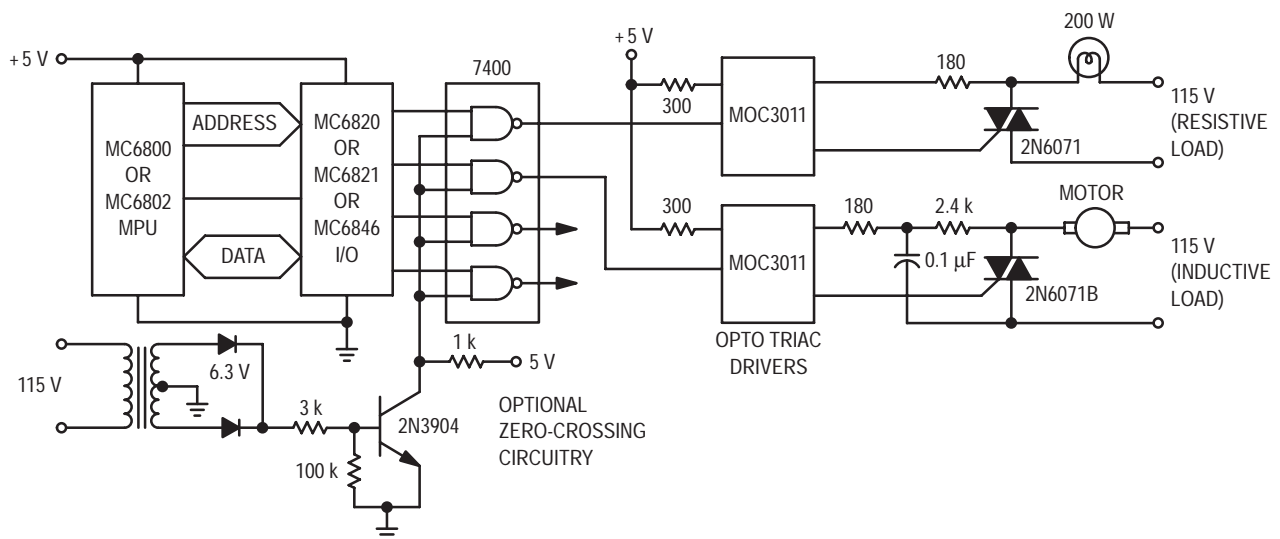 +5 V
MC6800
OR
MC6802
MPU
ADDRESS
DATA
MC6820
OR
MC6821
OR
MC6846
I/O
7400
+5 V
300
MOC3011
180
200 W
2N6071
115 V
(RESISTIVE
LOAD)
300
MOC3011
OPTO TRIAC
DRIVERS
180
2.4 k
0.1 µF
MOTOR
2N6071B
115 V
(INDUCTIVE
LOAD)
115 V
6.3 V
3 k
100 k
2N3904
1 k
5 V
OPTIONAL
ZERO-CROSSING
CIRCUITRY